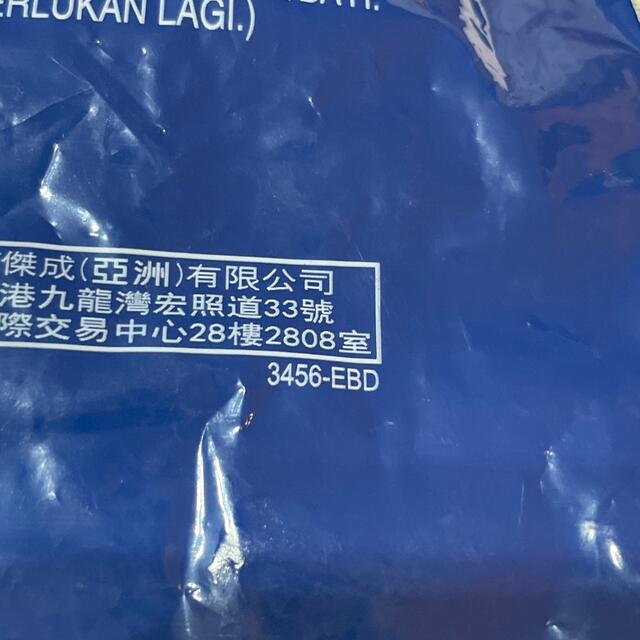 ERLUKAN LAGI.)
傑成(亞洲)有限公司
港九龍灣宏照道33號
際交易中心28樓2808室
3456-EBD